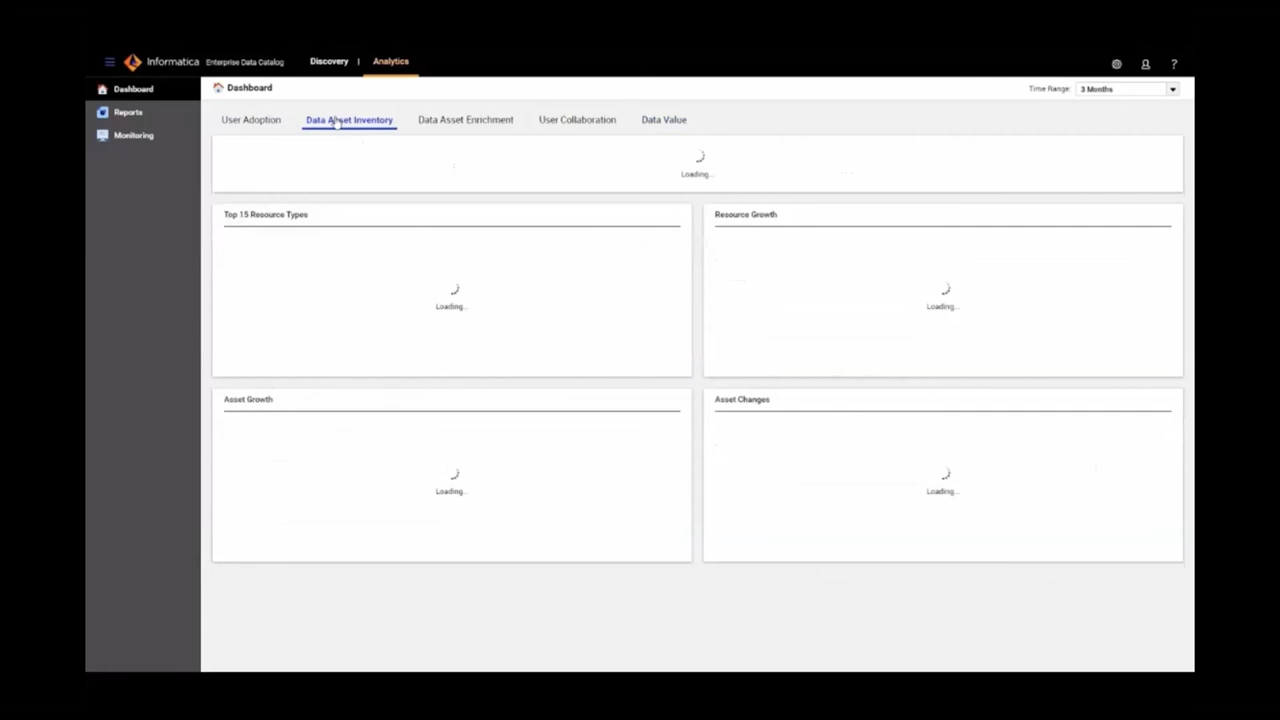 Informatica Enterprise Data Catalog Discovery | Analytics ?
Dashboard
Reports
Monitoring
Dashboard
Time Range: 3 Months
User Adoption Data Asset Inventory Data Asset Enrichment User Collaboration Data Value
Loading...
Top 15 Resource Types
Loading...
Resource Growth
Loading...
Asset Growth
Loading...
Asset Changes
Loading...